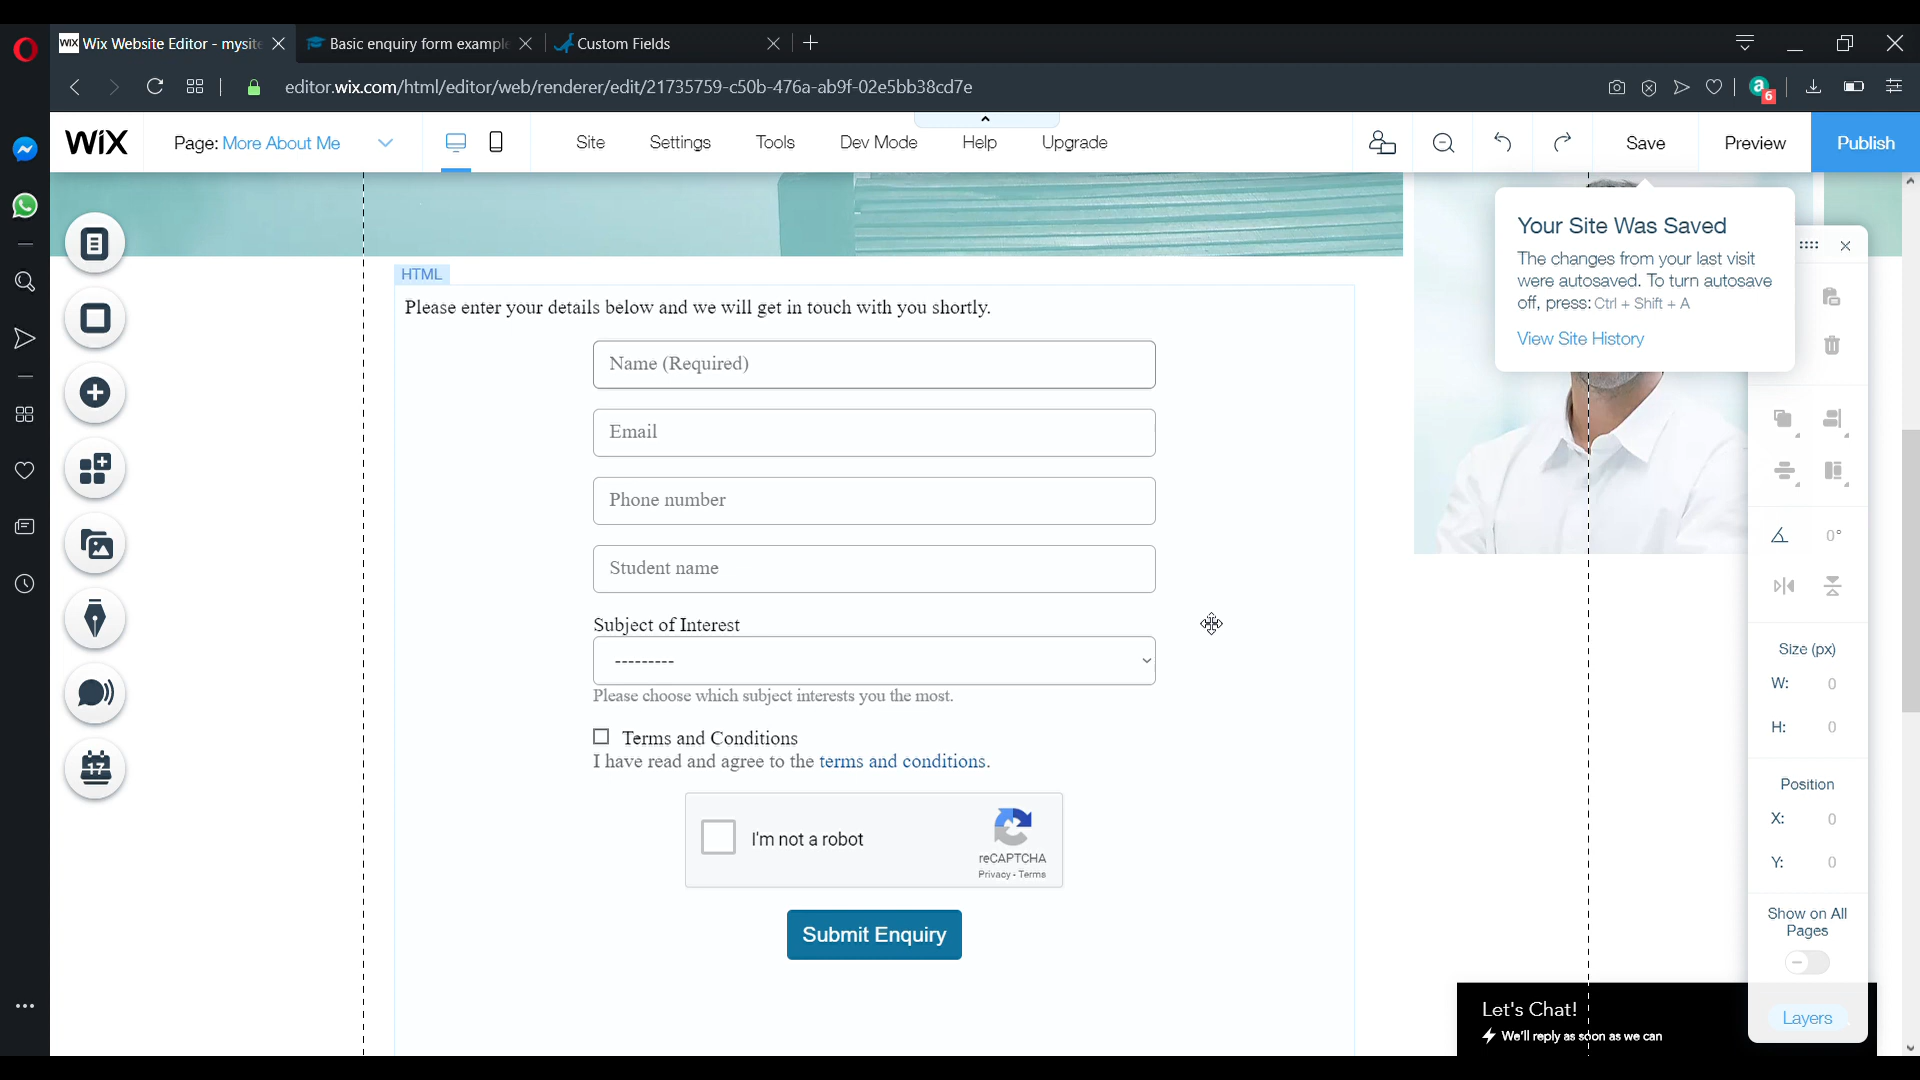 Wix Website Editor - mysite
Basic enquiry form example
Custom Fields
editor.wix.com/html/editor/web/renderer/edit/21735759-c50b-476a-ab9f-02e5bb38cd7e
6
WiX
Page: More About Me
Site
Settings
Tools
Dev Mode
Help
Upgrade
Save
Preview
Publish
Your Site Was Saved
The changes from your last visit
were autosaved. To turn autosave
off, press: Ctrl + Shift + A
View Site History
HTML
Please enter your details below and we will get in touch with you shortly.
Name (Required)
Email
Phone number
Student name
Subject of Interest
---------
Please choose which subject interests you the most.
Terms and Conditions
I have read and agree to the terms and conditions.
I'm not a robot
reCAPTCHA
Privacy - Terms
Submit Enquiry
17
0°
Size (px)
W: 0
H: 0
Position
X: 0
Y: 0
Show on All
Pages
Layers
Let's Chat!
We'll reply as soon as we can